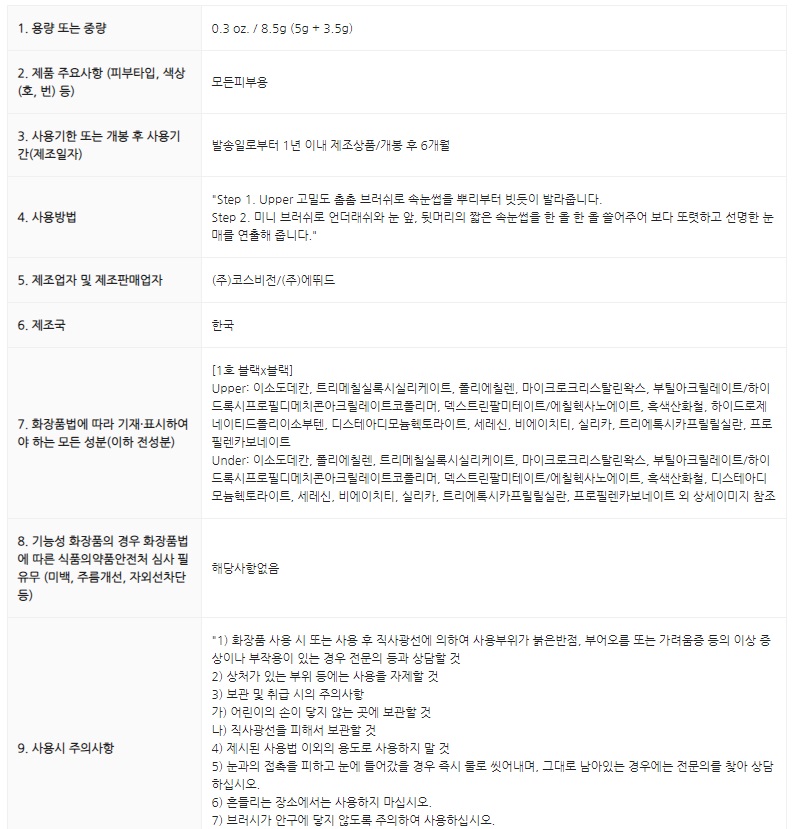 1. 용량 또는 중량
0.3 oz. / 8.5g (5g + 3.5g)
2. 제품 주요사항 (피부타입, 색상
(호, 번) 등)
모든피부용
3. 사용기한 또는 개봉 후 사용기
간(제조일자)
발송일로부터 1년 이내 제조상품/개봉 후 6개월
4. 사용방법
"Step 1. Upper 고밀도 촘촘 브러쉬로 속눈썹을 뿌리부터 빗듯이 발라줍니다.
Step 2. 미니 브러쉬로 언더래쉬와 눈 앞, 뒷머리의 짧은 속눈썹을 한 올 한 올 쓸어주어 보다 또렷하고 선명한 눈
매를 연출해 줍니다."
5. 제조업자 및 제조판매업자
(주)코스비전/(주)에뛰드
6. 제조국
한국
7. 화장품법에 따라 기재·표시하여
야 하는 모든 성분(이하 전성분)
[1호 블랙x블랙]
Upper: 이소도데칸, 트리메칠실록시실리케이트, 폴리에칠렌, 마이크로크리스탈린왁스, 부틸아크릴레이트/하이
드록시프로필디메치콘아크릴레이트코폴리머, 덱스트린팔미테이트/에칠헥사노에이트, 흑색산화철, 하이드로제
네이티드폴리이소부텐, 디스테아디모늄헥토라이트, 세레신, 비에이치티, 실리카, 트리에톡시카프릴릴실란, 프로
필렌카보네이트
Under: 이소도데칸, 폴리에칠렌, 트리메칠실록시실리케이트, 마이크로크리스탈린왁스, 부틸아크릴레이트/하이
드록시프로필디메치콘아크릴레이트코폴리머, 덱스트린팔미테이트/에칠헥사노에이트, 흑색산화철, 디스테아디
모늄헥토라이트, 세레신, 비에이치티, 실리카, 트리에톡시카프릴릴실란, 프로필렌카보네이트 외 상세이미지 참조
8. 기능성 화장품의 경우 화장품법
에 따른 식품의약품안전처 심사 필
유무 (미백, 주름개선, 자외선차단
등)
해당사항없음
9. 사용시 주의사항
"1) 화장품 사용 시 또는 사용 후 직사광선에 의하여 사용부위가 붉은반점, 부어오름 또는 가려움증 등의 이상 증
상이나 부작용이 있는 경우 전문의 등과 상담할 것
2) 상처가 있는 부위 등에는 사용을 자제할 것
3) 보관 및 취급 시의 주의사항
가) 어린이의 손이 닿지 않는 곳에 보관할 것
나) 직사광선을 피해서 보관할 것
4) 제시된 사용법 이외의 용도로 사용하지 말 것
5) 눈과의 접촉을 피하고 눈에 들어갔을 경우 즉시 물로 씻어내며, 그대로 남아있는 경우에는 전문의를 찾아 상담
하십시오.
6) 흔들리는 장소에서는 사용하지 마십시오.
7) 브러시가 안구에 닿지 않도록 주의하여 사용하십시오.